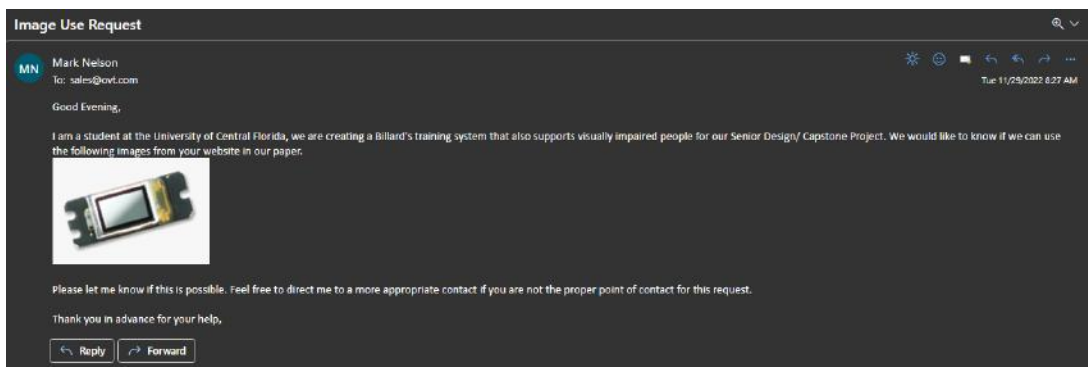 Image Use Request
MN
Mark Nelson
To: sales@ovt.com
Tue 11/29/2022 8:27 AM
Good Evening,
I am a student at the University of Central Florida, we are creating a Billard's training system that also supports visually impaired people for our Senior Design/ Capstone Project. We would like to know if we can use
the following images from your website in our paper.
Please let me know if this is possible. Feel free to direct me to a more appropriate contact if you are not the proper point of contact for this request.
Thank you in advance for your help,
Reply
Forward